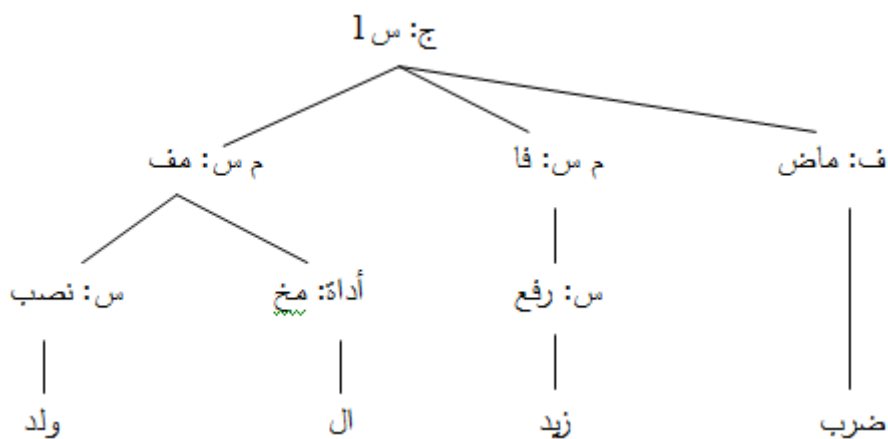 ج: س 1
ف: ماض م س: فا م س: مف
س: رفع أداة: مخ س: نصب
ضرب زيد ال ولد